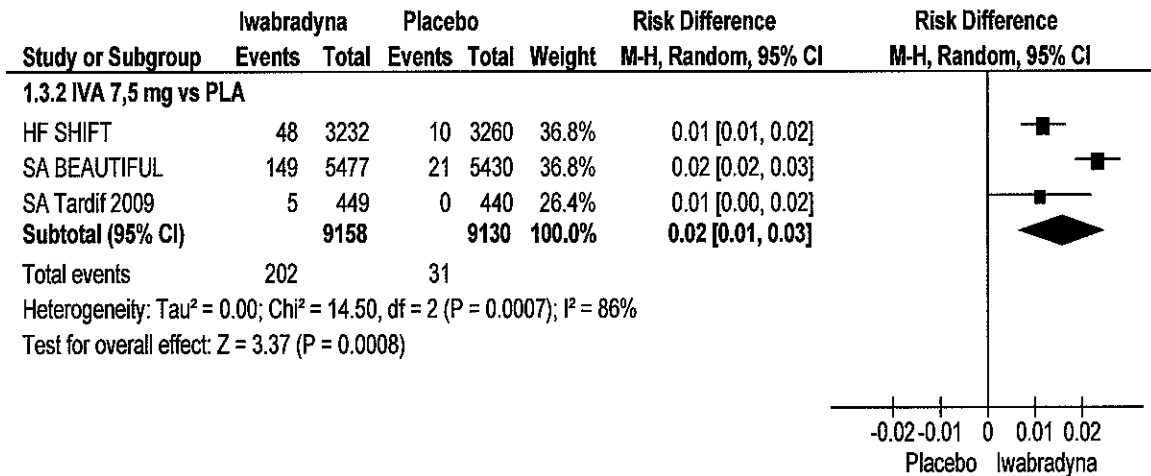 Iwabradyna Placebo Risk Difference Risk Difference
Study or Subgroup Events Total Events Total Weight M-H, Random, 95% CI M-H, Random, 95% CI
1.3.2 IVA 7,5 mg vs PLA
HF SHIFT 48 3232 10 3260 36.8% 0.01 [0.01, 0.02]
SA BEAUTIFUL 149 5477 21 5430 36.8% 0.02 [0.02, 0.03]
SA Tardif 2009 5 449 0 440 26.4% 0.01 [0.00, 0.02]
Subtotal (95% CI) 9158 9130 100.0% 0.02 [0.01, 0.03]
Total events 202 31
Heterogeneity: Tau² = 0.00; Chi² = 14.50, df = 2 (P = 0.0007); I² = 86%
Test for overall effect: Z = 3.37 (P = 0.0008)
-0.02 -0.01 0 0.01 0.02
Placebo Iwabradyna